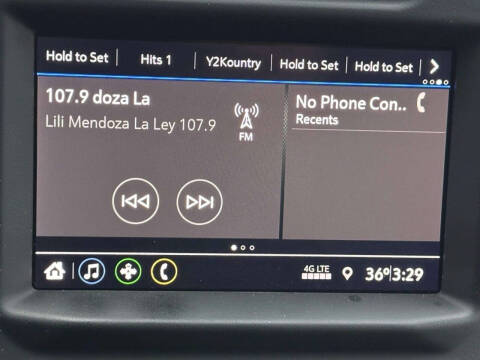 Hold to Set | Hits 1 | Y2Kountry | Hold to Set | Hold to Set
107.9 doza La
Lili Mendoza La Ley 107.9
FM
No Phone Con..
Recents
4G LTE
36° 3:29